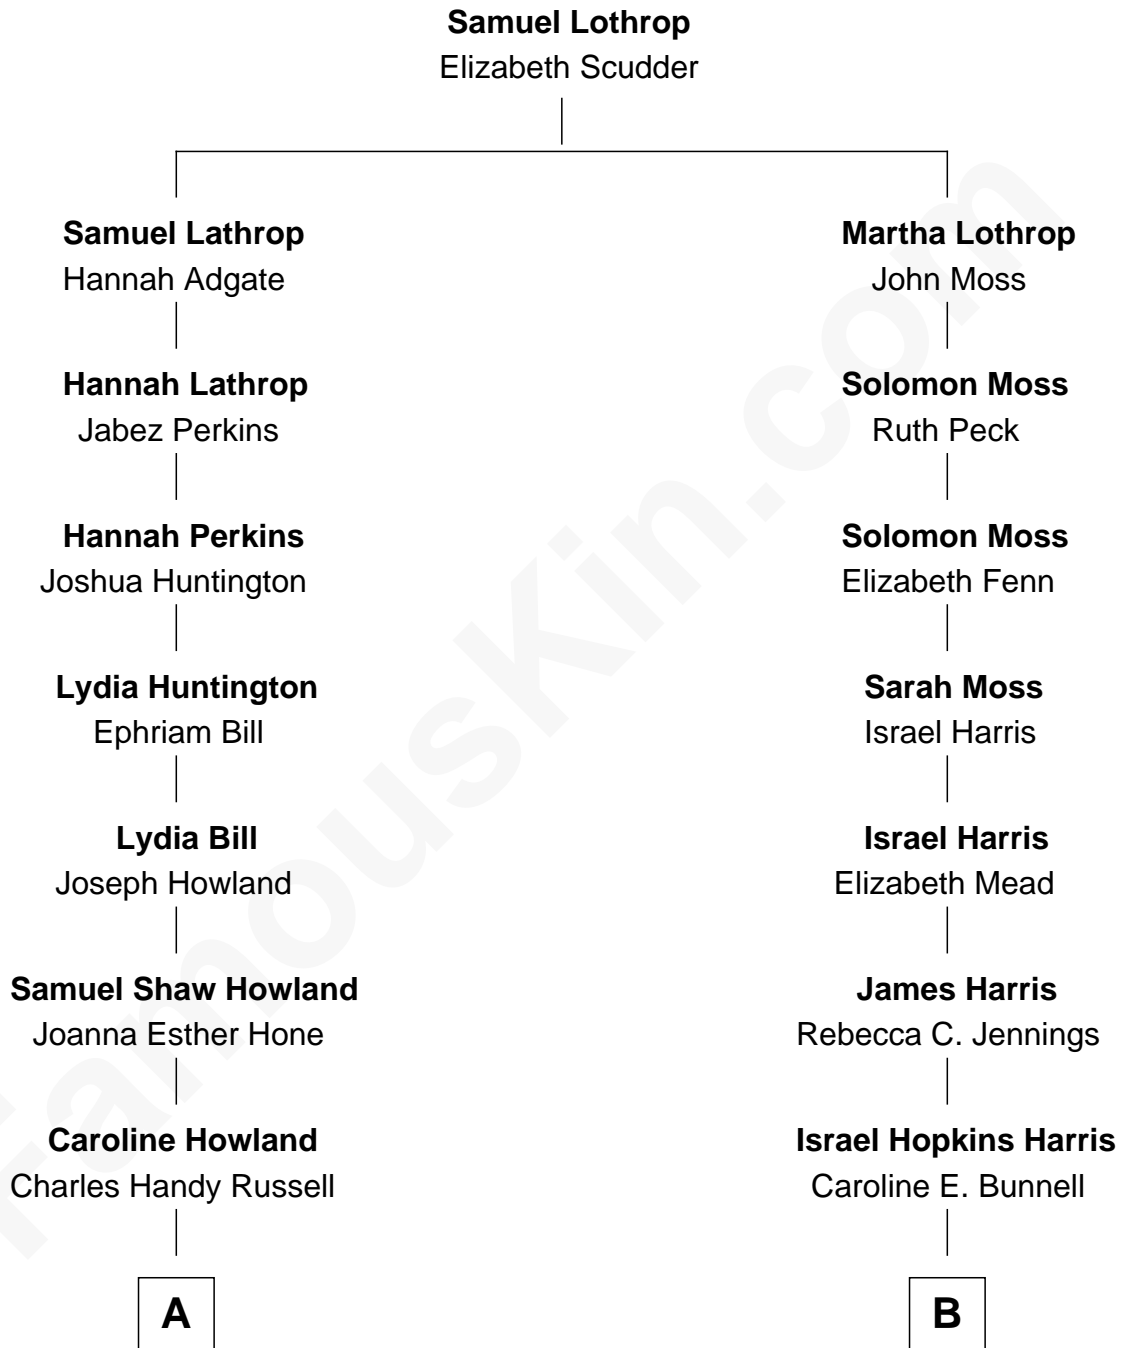 Samuel Lothrop
Elizabeth Scudder
Samuel Lathrop
Hannah Adgate
Martha Lothrop
John Moss
Hannah Lathrop
Jabez Perkins
Solomon Moss
Ruth Peck
Hannah Perkins
Joshua Huntington
Solomon Moss
Elizabeth Fenn
Lydia Huntington
Ephriam Bill
Sarah Moss
Israel Harris
Lydia Bill
Joseph Howland
Israel Harris
Elizabeth Mead
Samuel Shaw Howland
Joanna Esther Hone
James Harris
Rebecca C. Jennings
Caroline Howland
Charles Handy Russell
Israel Hopkins Harris
Caroline E. Bunnell
A
B
FamousKin.com